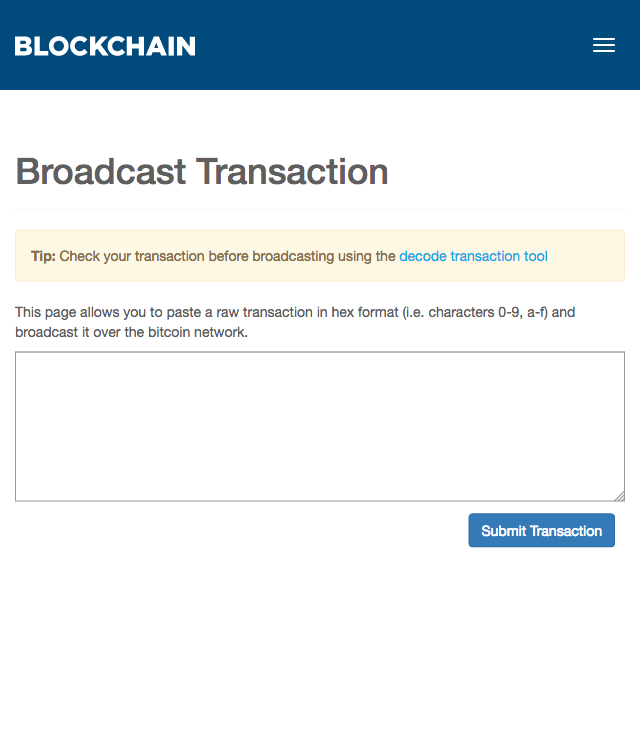 BLOCKCHAIN
Broadcast Transaction
Tip: Check your transaction before broadcasting using the decode transaction tool
This page allows you to paste a raw transaction in hex format (i.e. characters 0-9, a-f) and
broadcast it over the bitcoin network.
Submit Transaction